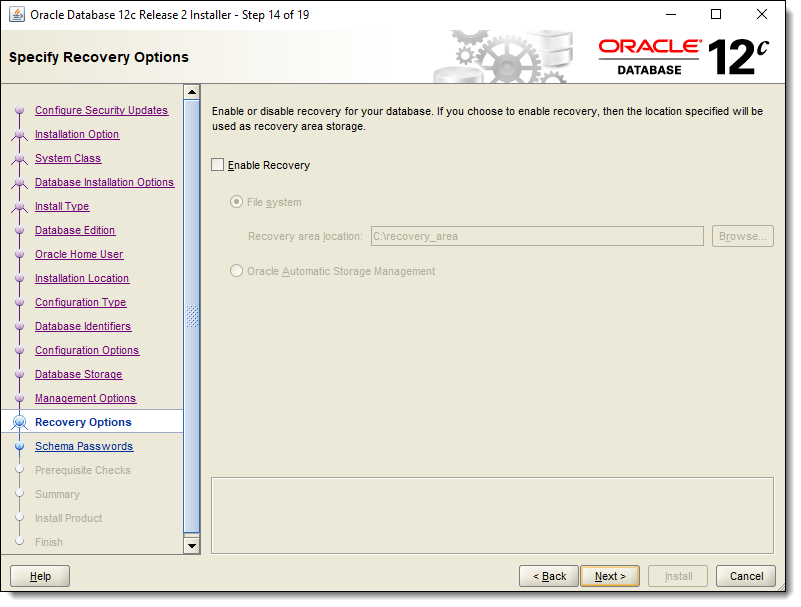 Oracle Database 12c Release 2 Installer - Step 14 of 19
Specify Recovery Options
ORACLE
DATABASE
12c
Configure Security Updates
Installation Option
System Class
Database Installation Options
Install Type
Database Edition
Oracle Home User
Installation Location
Configuration Type
Database Identifiers
Configuration Options
Database Storage
Management Options
Recovery Options
Schema Passwords
Prerequisite Checks
Summary
Install Product
Finish
Enable or disable recovery for your database. If you choose to enable recovery, then the location specified will be
used as recovery area storage.
Enable Recovery
File system
Recovery area location: C:\recovery_area Browse...
Oracle Automatic Storage Management
Help < Back Next > Install Cancel